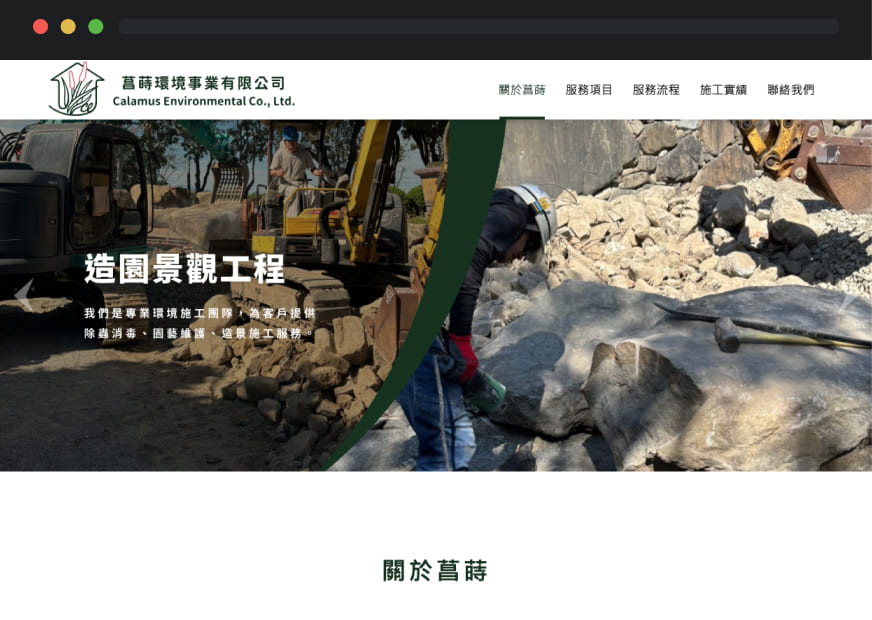 菖蒔環境事業有限公司
Calamus Environmental Co., Ltd.
關於菖蒔 服務項目 服務流程 施工實績 聯絡我們
造園景觀工程
我們是專業環境施工團隊，為客戶提供
除蟲消毒、園藝維護、造景施工服務。
關於菖蒔